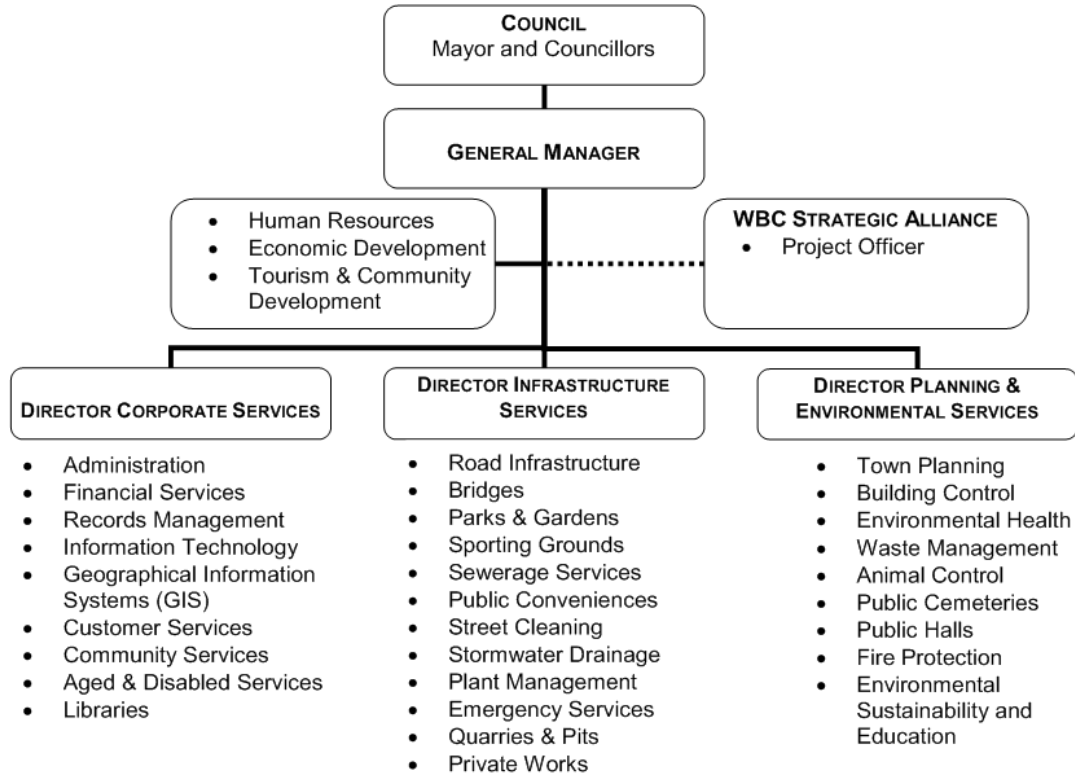 COUNCIL
Mayor and Councillors
GENERAL MANAGER
• Human Resources
• Economic Development
• Tourism & Community
Development
WBC STRATEGIC ALLIANCE
• Project Officer
DIRECTOR CORPORATE SERVICES
• Administration
• Financial Services
• Records Management
• Information Technology
• Geographical Information
Systems (GIS)
• Customer Services
• Community Services
• Aged & Disabled Services
• Libraries
DIRECTOR INFRASTRUCTURE
SERVICES
• Road Infrastructure
• Bridges
• Parks & Gardens
• Sporting Grounds
• Sewerage Services
• Public Conveniences
• Street Cleaning
• Stormwater Drainage
• Plant Management
• Emergency Services
• Quarries & Pits
• Private Works
DIRECTOR PLANNING &
ENVIRONMENTAL SERVICES
• Town Planning
• Building Control
• Environmental Health
• Waste Management
• Animal Control
• Public Cemeteries
• Public Halls
• Fire Protection
• Environmental
Sustainability and
Education